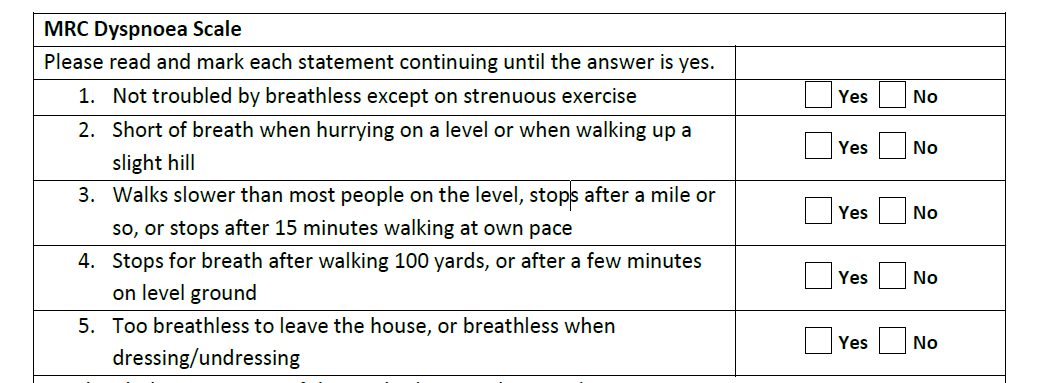 MRC Dyspnoea Scale
Please read and mark each statement continuing until the answer is yes.
1. Not troubled by breathless except on strenuous exercise
Yes No
2. Short of breath when hurrying on a level or when walking up a
slight hill
Yes No
3. Walks slower than most people on the level, stops after a mile or
so, or stops after 15 minutes walking at own pace
Yes No
4. Stops for breath after walking 100 yards, or after a few minutes
on level ground
Yes No
5. Too breathless to leave the house, or breathless when
dressing/undressing
Yes No